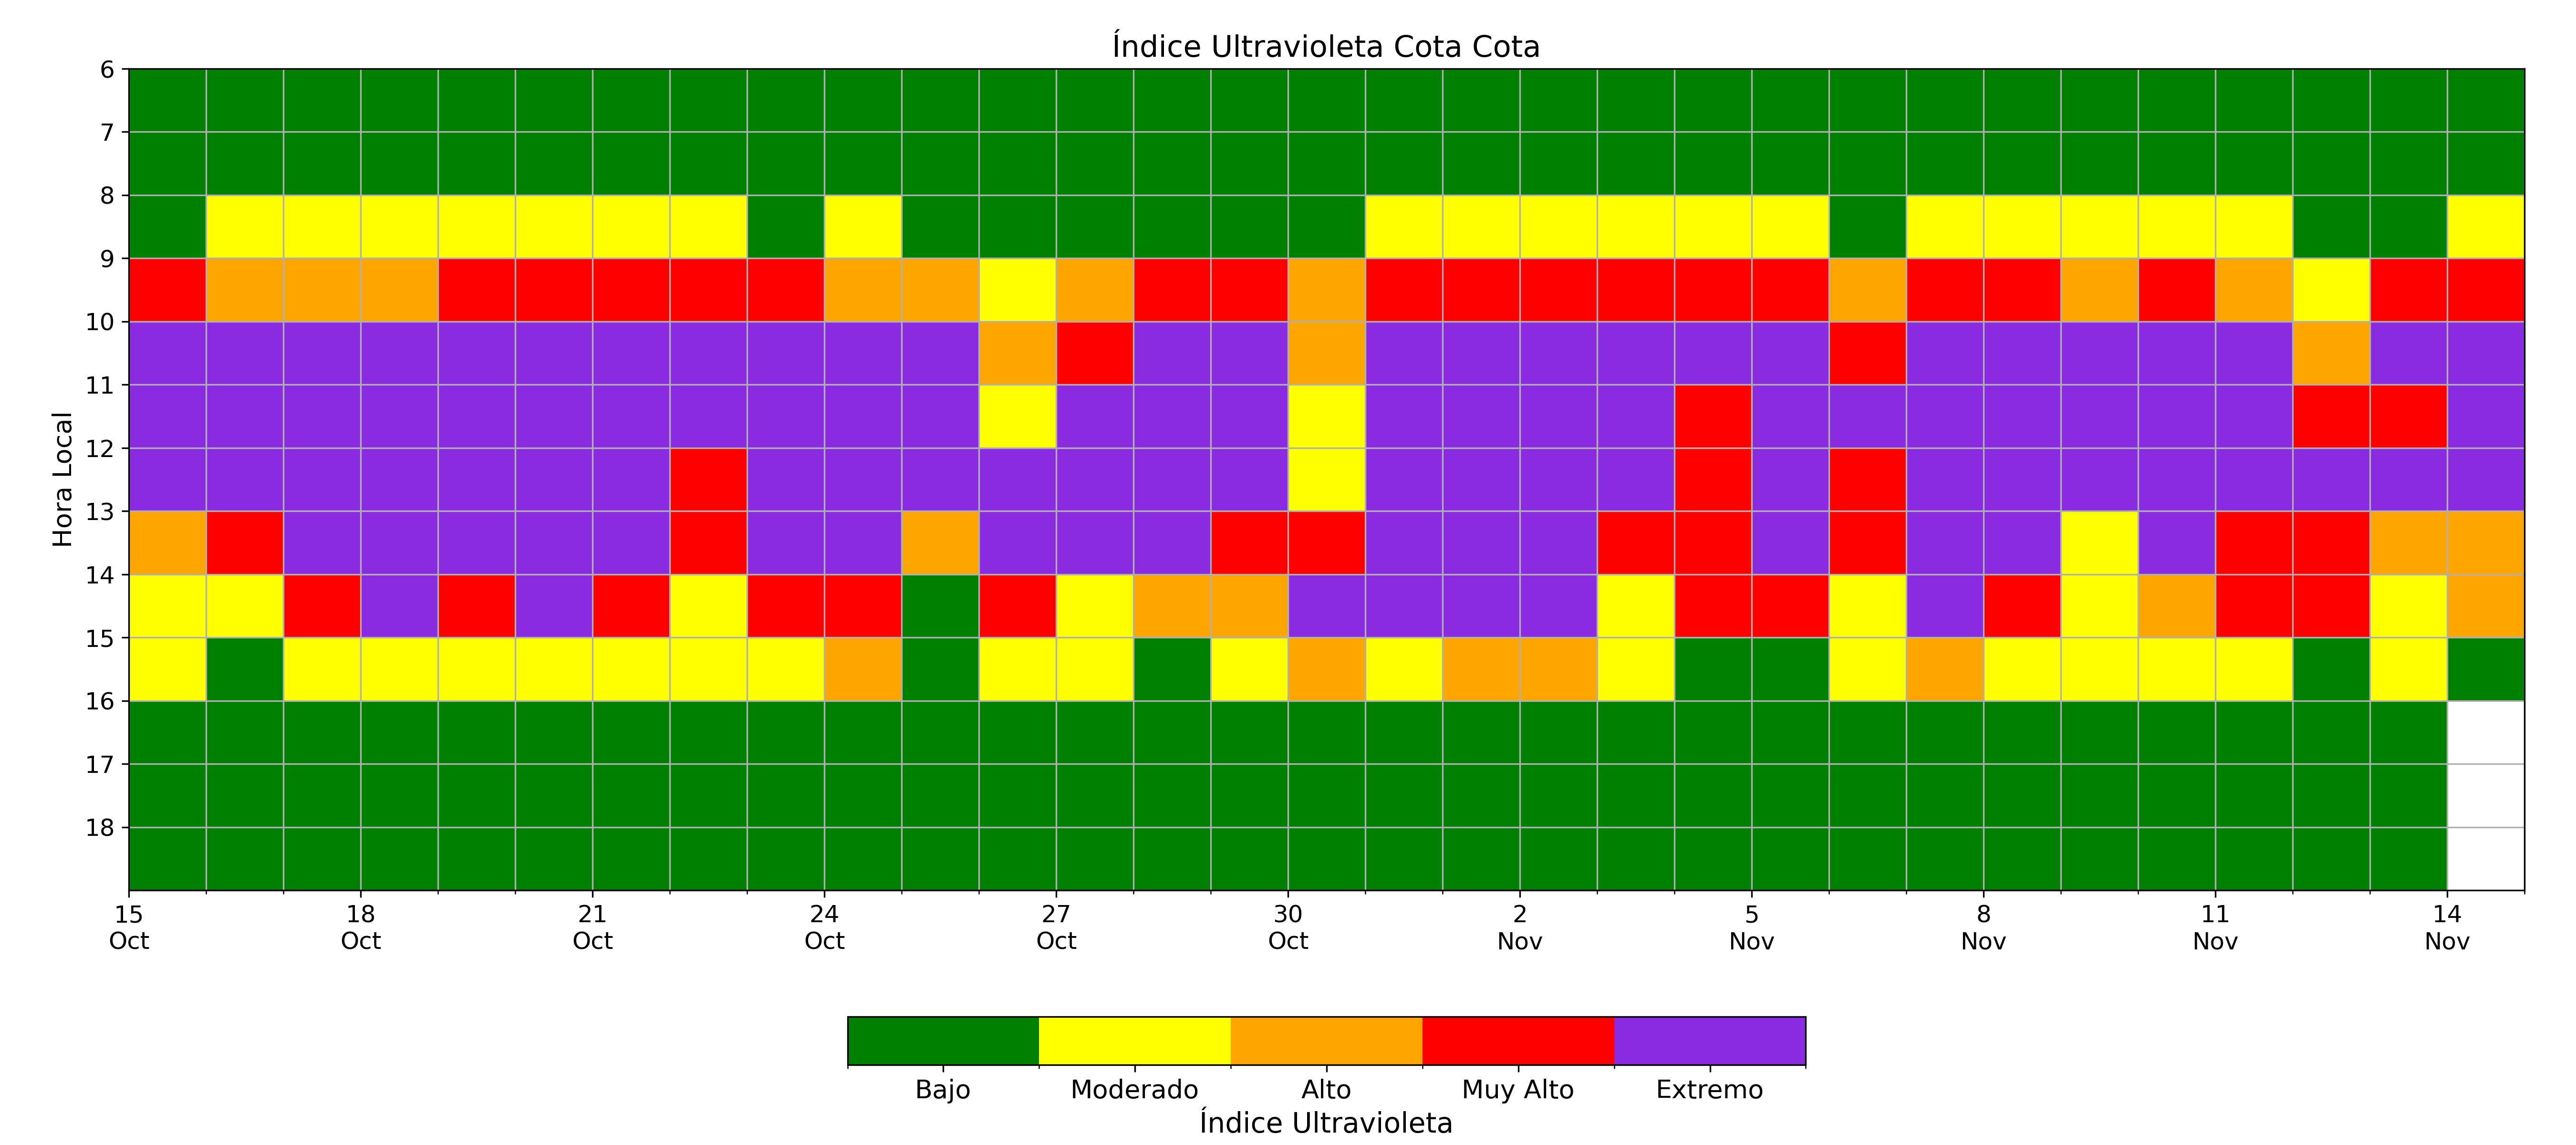 Índice Ultravioleta Cota Cota
Hora Local
6
7
8
9
10
11
12
13
14
15
16
17
18
15 18 21 24 27 30 2 5 8 11 14
Oct Oct Oct Oct Oct Oct Nov Nov Nov Nov Nov
Bajo Moderado Alto Muy Alto Extremo
Índice Ultravioleta